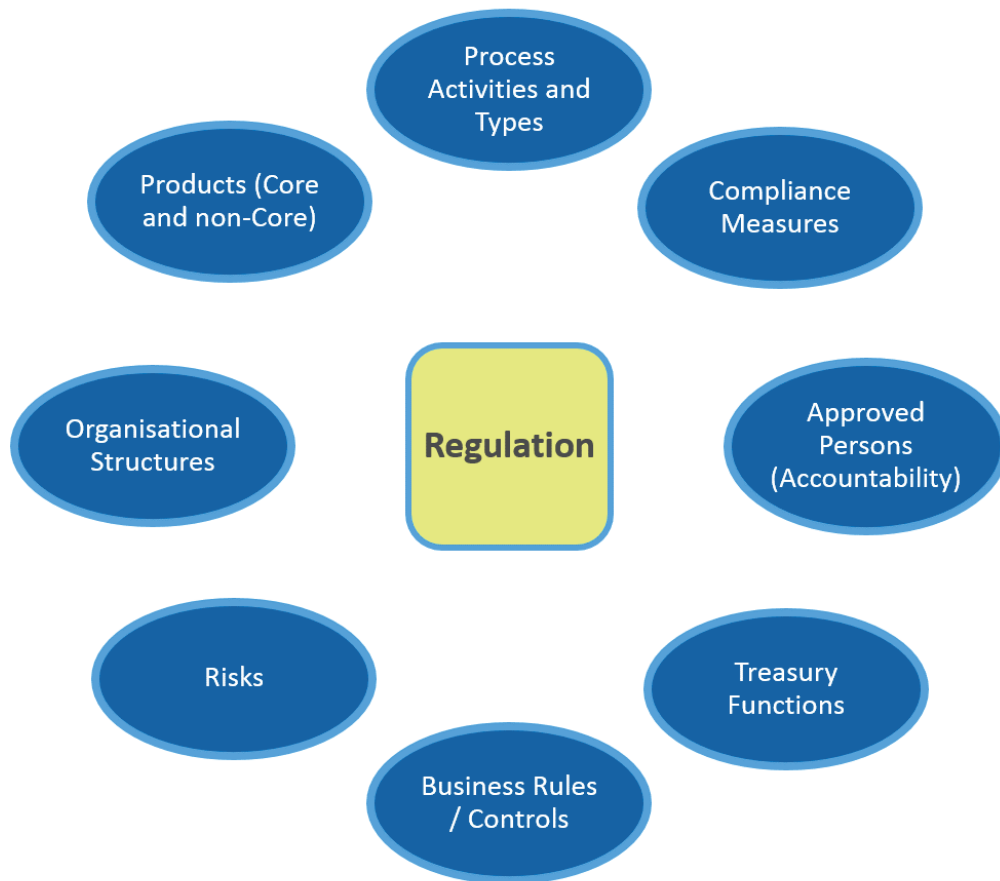 Process
Activities and
Types
Products (Core
and non-Core)
Compliance
Measures
Organisational
Structures
Regulation
Approved
Persons
(Accountability)
Risks
Treasury
Functions
Business Rules
/ Controls